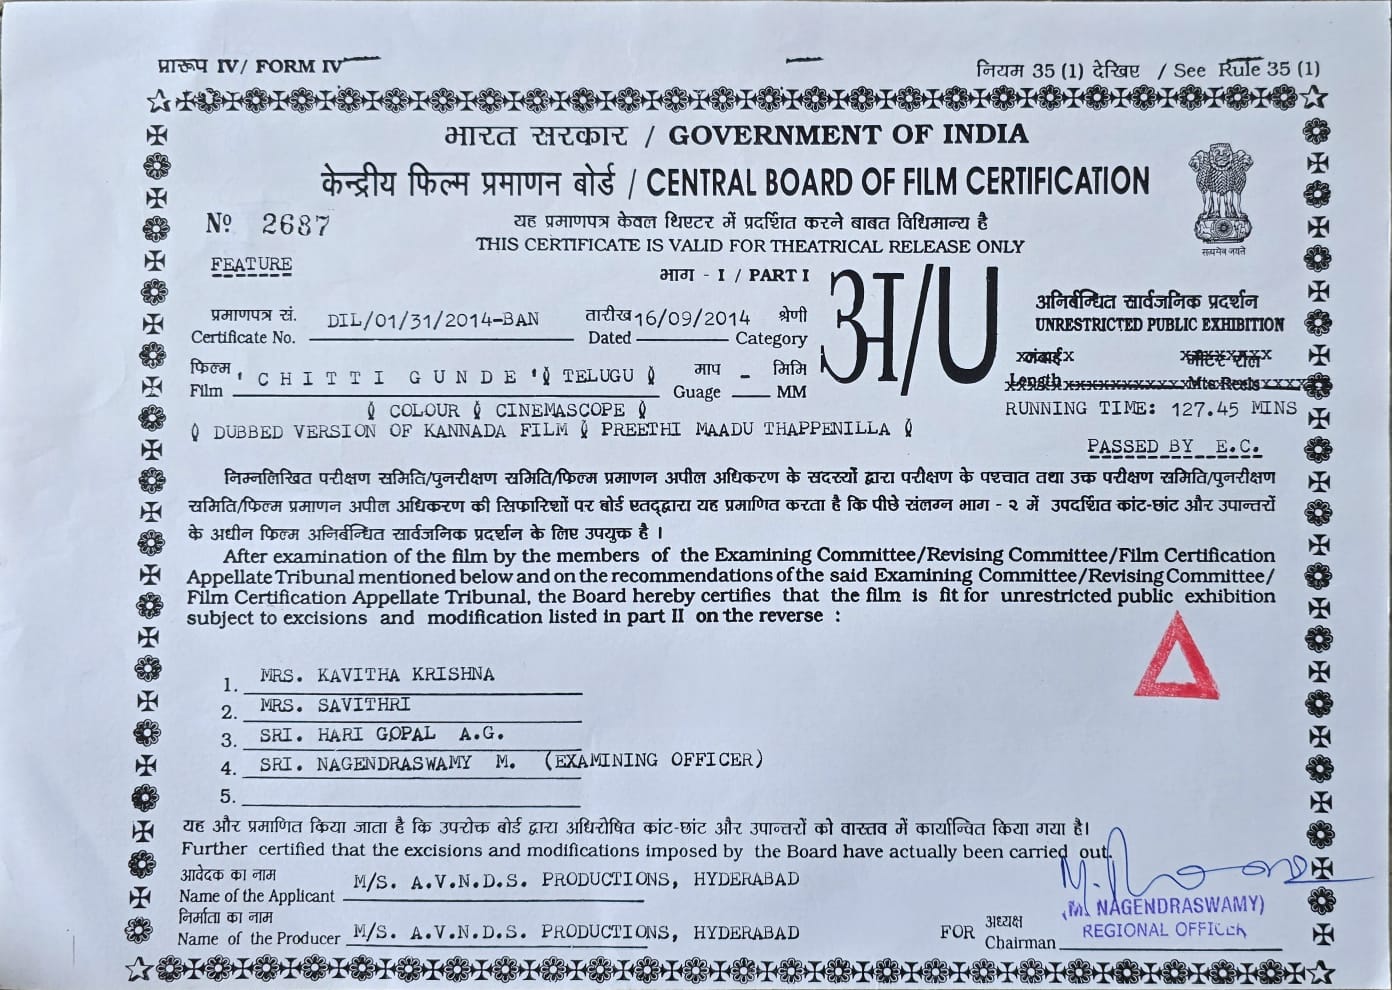 प्रारूप IV/ FORM IV
नियम 35 (1) देखिए / See Rule 35 (1)
भारत सरकार / GOVERNMENT OF INDIA
केन्द्रीय फिल्म प्रमाणन बोर्ड / CENTRAL BOARD OF FILM CERTIFICATION
सत्यमेव जयते
№ 2687
यह प्रमाणपत्र केवल थिएटर में प्रदर्शित करने बाबत विधिमान्य है
THIS CERTIFICATE IS VALID FOR THEATRICAL RELEASE ONLY
FEATURE
भाग - I / PART I
अ/U
अनिर्बन्धित सार्वजनिक प्रदर्शन
UNRESTRICTED PUBLIC EXHIBITION
प्रमाणपत्र सं. तारीख श्रेणी
Certificate No. DIL/01/31/2014-BAN Dated 16/09/2014 Category
फिल्म माप मिमि
Film ' CHITTI GUNDE ' ( TELUGU ) Guage - MM
लंबाई मीटर रील
Length Mts Reels
( COLOUR ) ( CINEMASCOPE )
RUNNING TIME: 127.45 MINS
( DUBBED VERSION OF KANNADA FILM ) ( PREETHI MAADU THAPPENILLA )
PASSED BY E.C.
निम्नलिखित परीक्षण समिति/पुनरीक्षण समिति/फिल्म प्रमाणन अपील अधिकरण के सदस्यों द्वारा परीक्षण के पश्चात तथा उक्त परीक्षण समिति/पुनरीक्षण
समिति/फिल्म प्रमाणन अपील अधिकरण की सिफारिशों पर बोर्ड एतद्द्वारा यह प्रमाणित करता है कि पीछे संलग्न भाग - २ में उपदर्शित कांट-छांट और उपान्तरों
के अधीन फिल्म अनिर्बन्धित सार्वजनिक प्रदर्शन के लिए उपयुक्त है ।
After examination of the film by the members of the Examining Committee/Revising Committee/Film Certification
Appellate Tribunal mentioned below and on the recommendations of the said Examining Committee/Revising Committee/
Film Certification Appellate Tribunal, the Board hereby certifies that the film is fit for unrestricted public exhibition
subject to excisions and modification listed in part II on the reverse :
1. MRS. KAVITHA KRISHNA
2. MRS. SAVITHRI
3. SRI. HARI GOPAL A.G.
4. SRI. NAGENDRASWAMY M. (EXAMINING OFFICER)
5.
यह और प्रमाणित किया जाता है कि उपरोक्त बोर्ड द्वारा अधिरोषित कांट-छांट और उपान्तरों को वास्तव में कार्यान्वित किया गया है।
Further certified that the excisions and modifications imposed by the Board have actually been carried out.
आवेदक का नाम
Name of the Applicant M/S. A.V.N.D.S. PRODUCTIONS, HYDERABAD
निर्माता का नाम
Name of the Producer M/S. A.V.N.D.S. PRODUCTIONS, HYDERABAD
(M. NAGENDRASWAMY)
REGIONAL OFFICER
FOR अध्यक्ष
Chairman